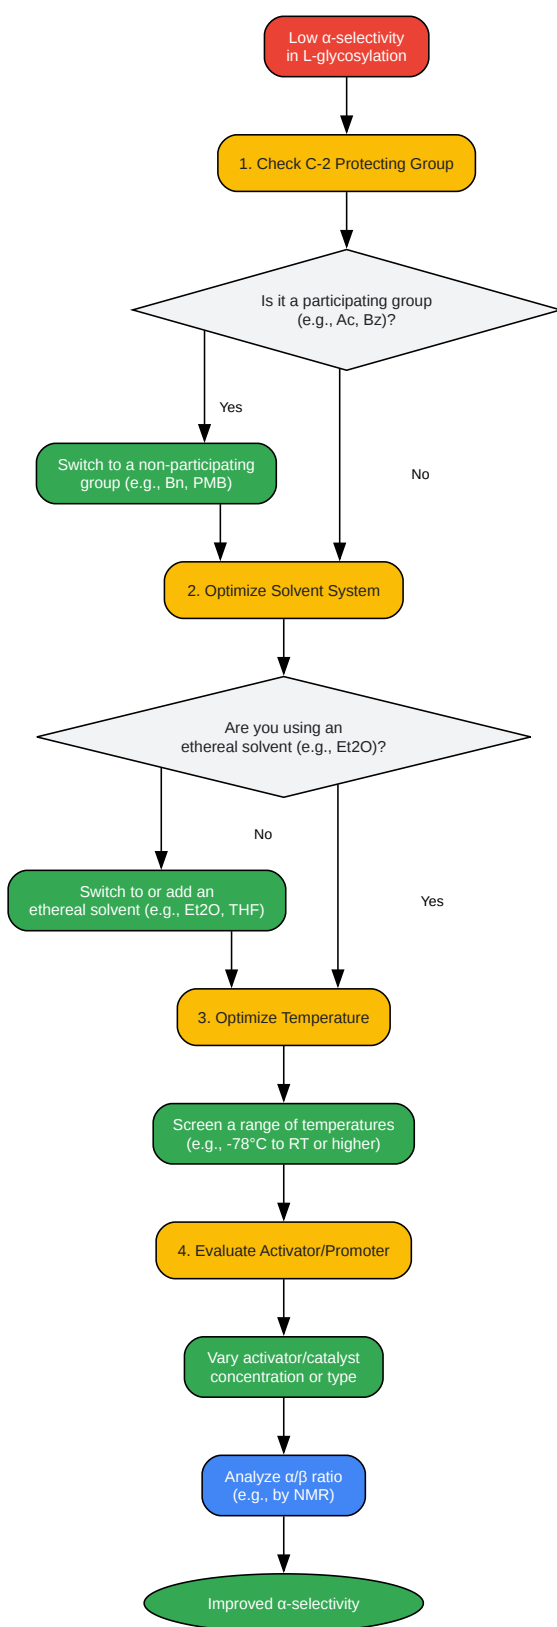 Low α-selectivity
in L-glycosylation
1. Check C-2 Protecting Group
Is it a participating group
(e.g., Ac, Bz)?
Yes
Switch to a non-participating
group (e.g., Bn, PMB)
No
2. Optimize Solvent System
Are you using an
ethereal solvent (e.g., Et2O)?
No
Switch to or add an
ethereal solvent (e.g., Et2O, THF)
Yes
3. Optimize Temperature
Screen a range of temperatures
(e.g., -78°C to RT or higher)
4. Evaluate Activator/Promoter
Vary activator/catalyst
concentration or type
Analyze α/β ratio
(e.g., by NMR)
Improved α-selectivity